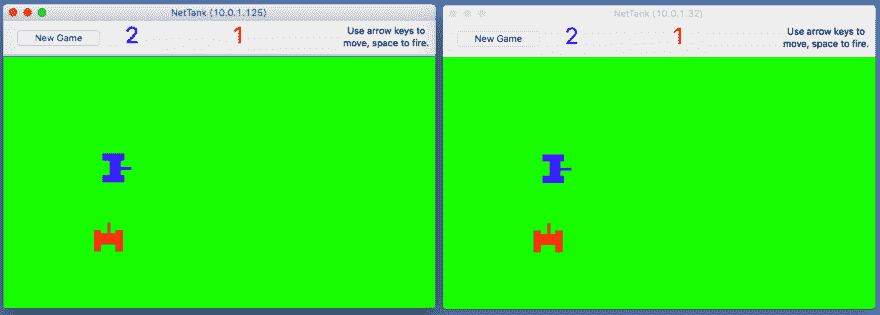 NetTank (10.0.1.125)
New Game
2
1
Use arrow keys to
move, space to fire.
NetTank (10.0.1.32)
New Game
2
1
Use arrow keys to
move, space to fire.